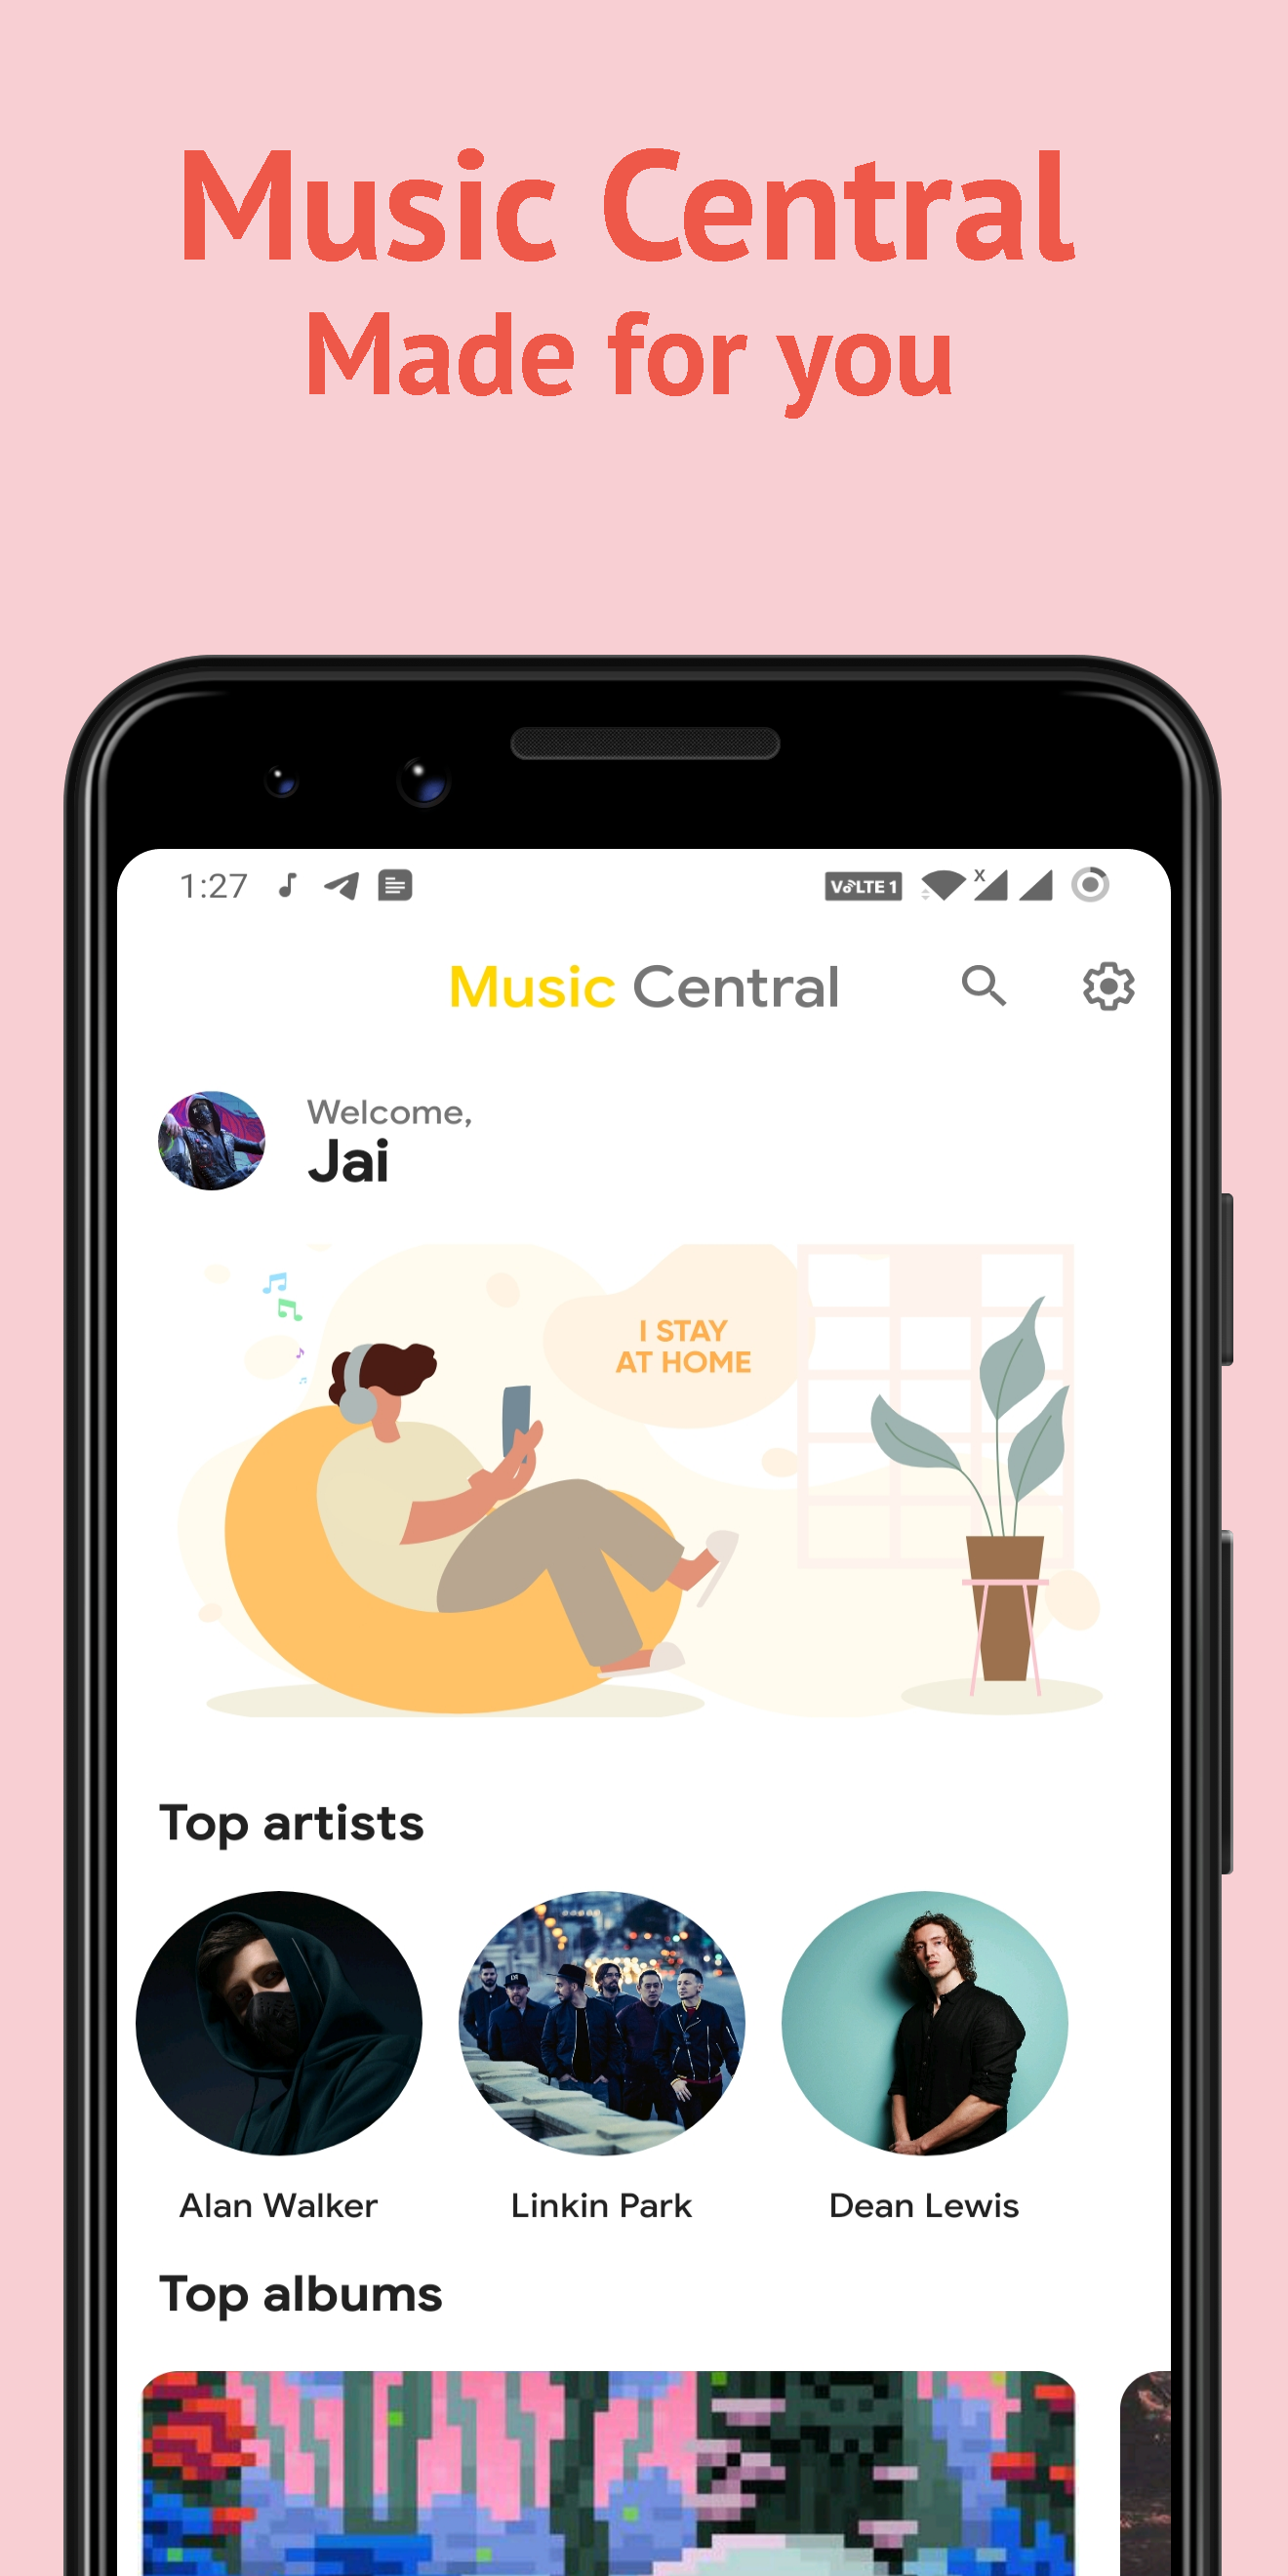 Music Central
Made for you
1:27
VoLTE 1
X
Music Central
Welcome,
Jai
I STAY
AT HOME
Top artists
Alan Walker
Linkin Park
Dean Lewis
Top albums